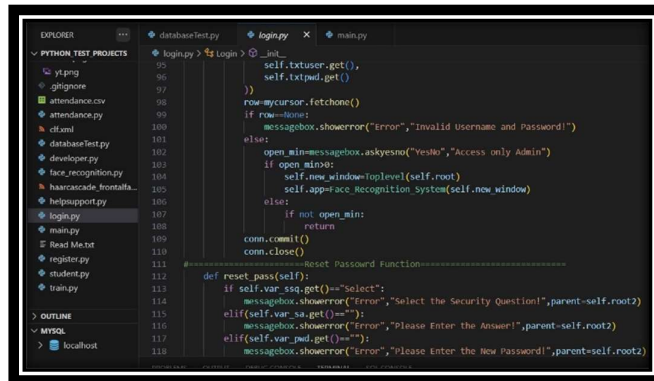 EXPLORER
PYTHON_TEST_PROJECTS
yt.png
.gitignore
attendance.csv
attendance.py
clf.xml
databaseTest.py
developer.py
face_recognition.py
haarcascade_frontalfa...
helpsupport.py
login.py
main.py
Read Me.txt
register.py
student.py
train.py
OUTLINE
MYSQL
localhost
databaseTest.py login.py main.py
login.py > Login > __init__
95 self.txtuser.get(),
96 self.txtpwd.get()
97 ))
98 row=mycursor.fetchone()
99 if row==None:
100 messagebox.showerror("Error","Invalid Username and Password!")
101 else:
102 open_min=messagebox.askyesno("YesNo","Access only Admin")
103 if open_min>0:
104 self.new_window=Toplevel(self.root)
105 self.app=Face_Recognition_System(self.new_window)
106 else:
107 if not open_min:
108 return
109 conn.commit()
110 conn.close()
111 #=======================Reset Passowrd Function=============================
112 def reset_pass(self):
113 if self.var_ssq.get()=="Select":
114 messagebox.showerror("Error","Select the Security Question!",parent=self.root2)
115 elif(self.var_sa.get()==""):
116 messagebox.showerror("Error","Please Enter the Answer!",parent=self.root2)
117 elif(self.var_pwd.get()==""):
118 messagebox.showerror("Error","Please Enter the New Password!",parent=self.root2)